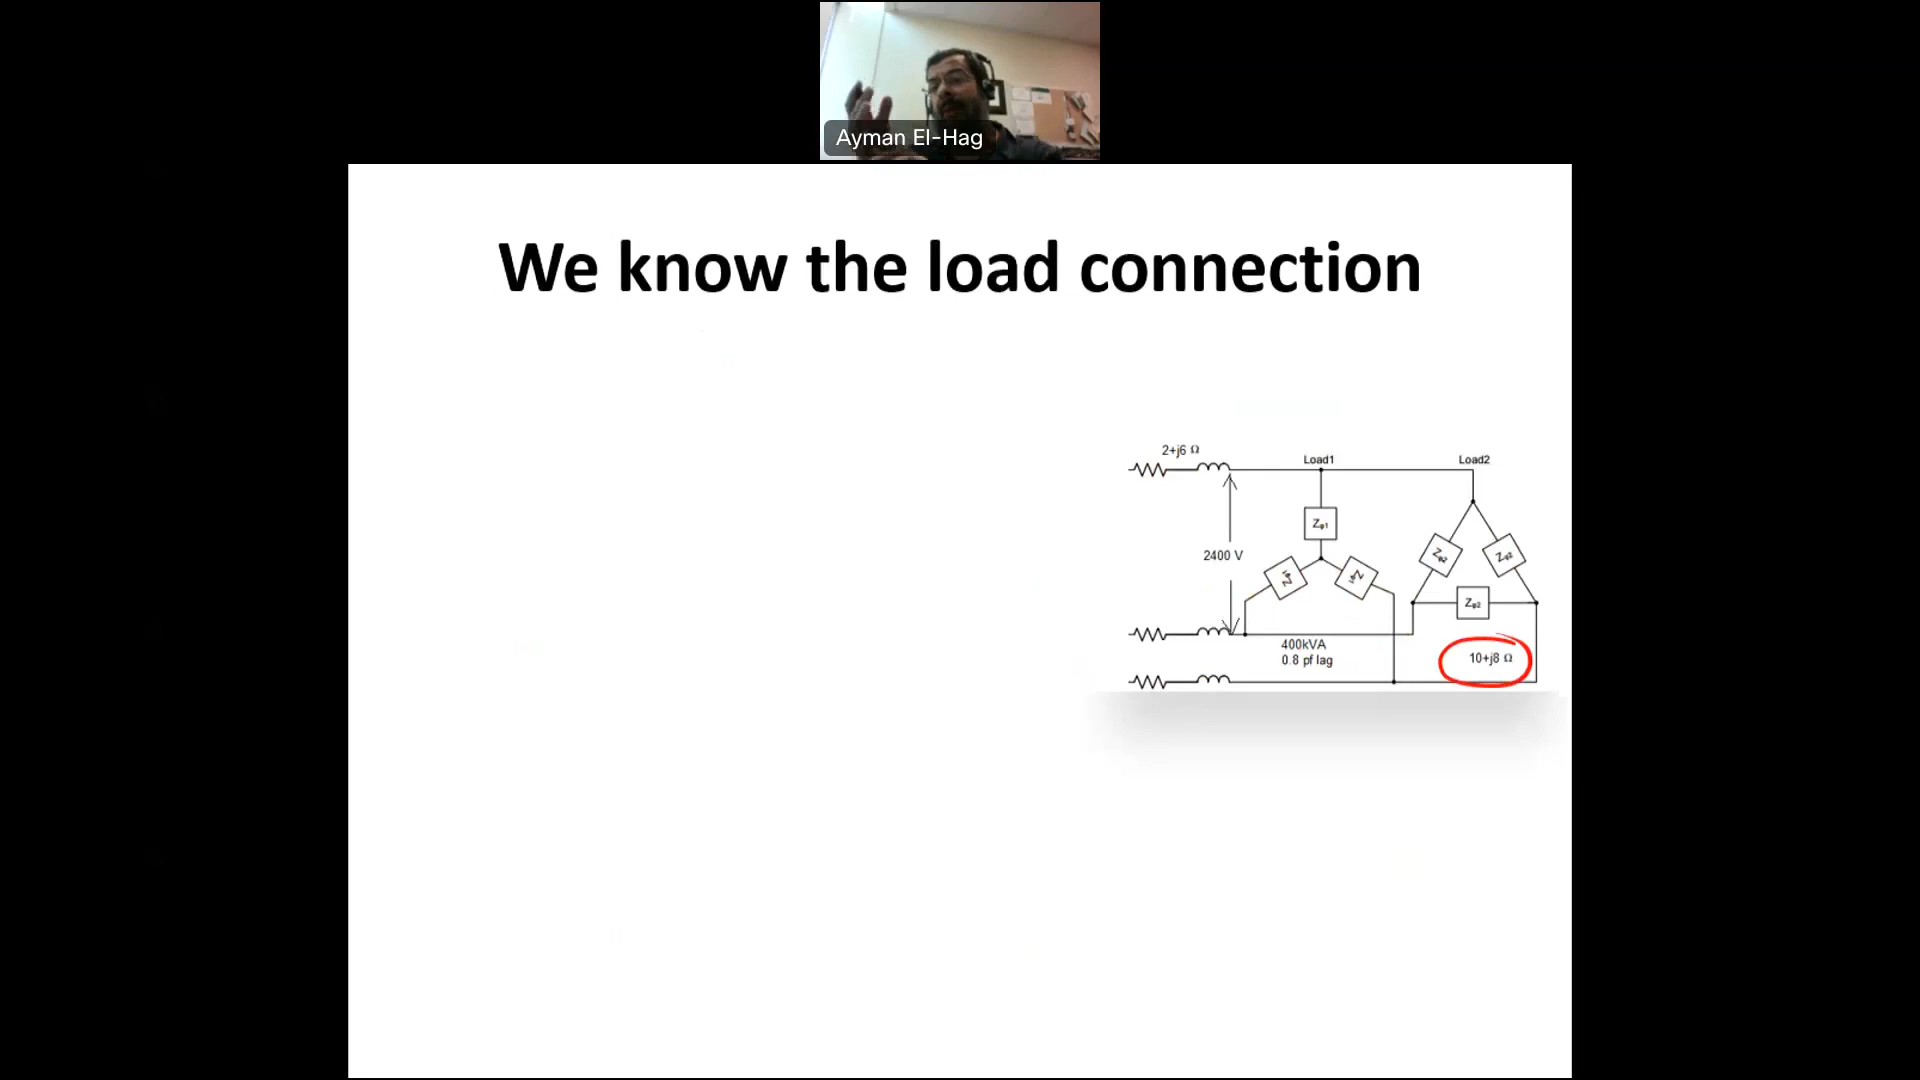 Ayman El-Hag
We know the load connection
2+j6 Ω
Load1
Load2
Zφ1
2400 V
Zφ2
Zφ2
Zφ1
Zφ1
Zφ2
400kVA
0.8 pf lag
10+j8 Ω